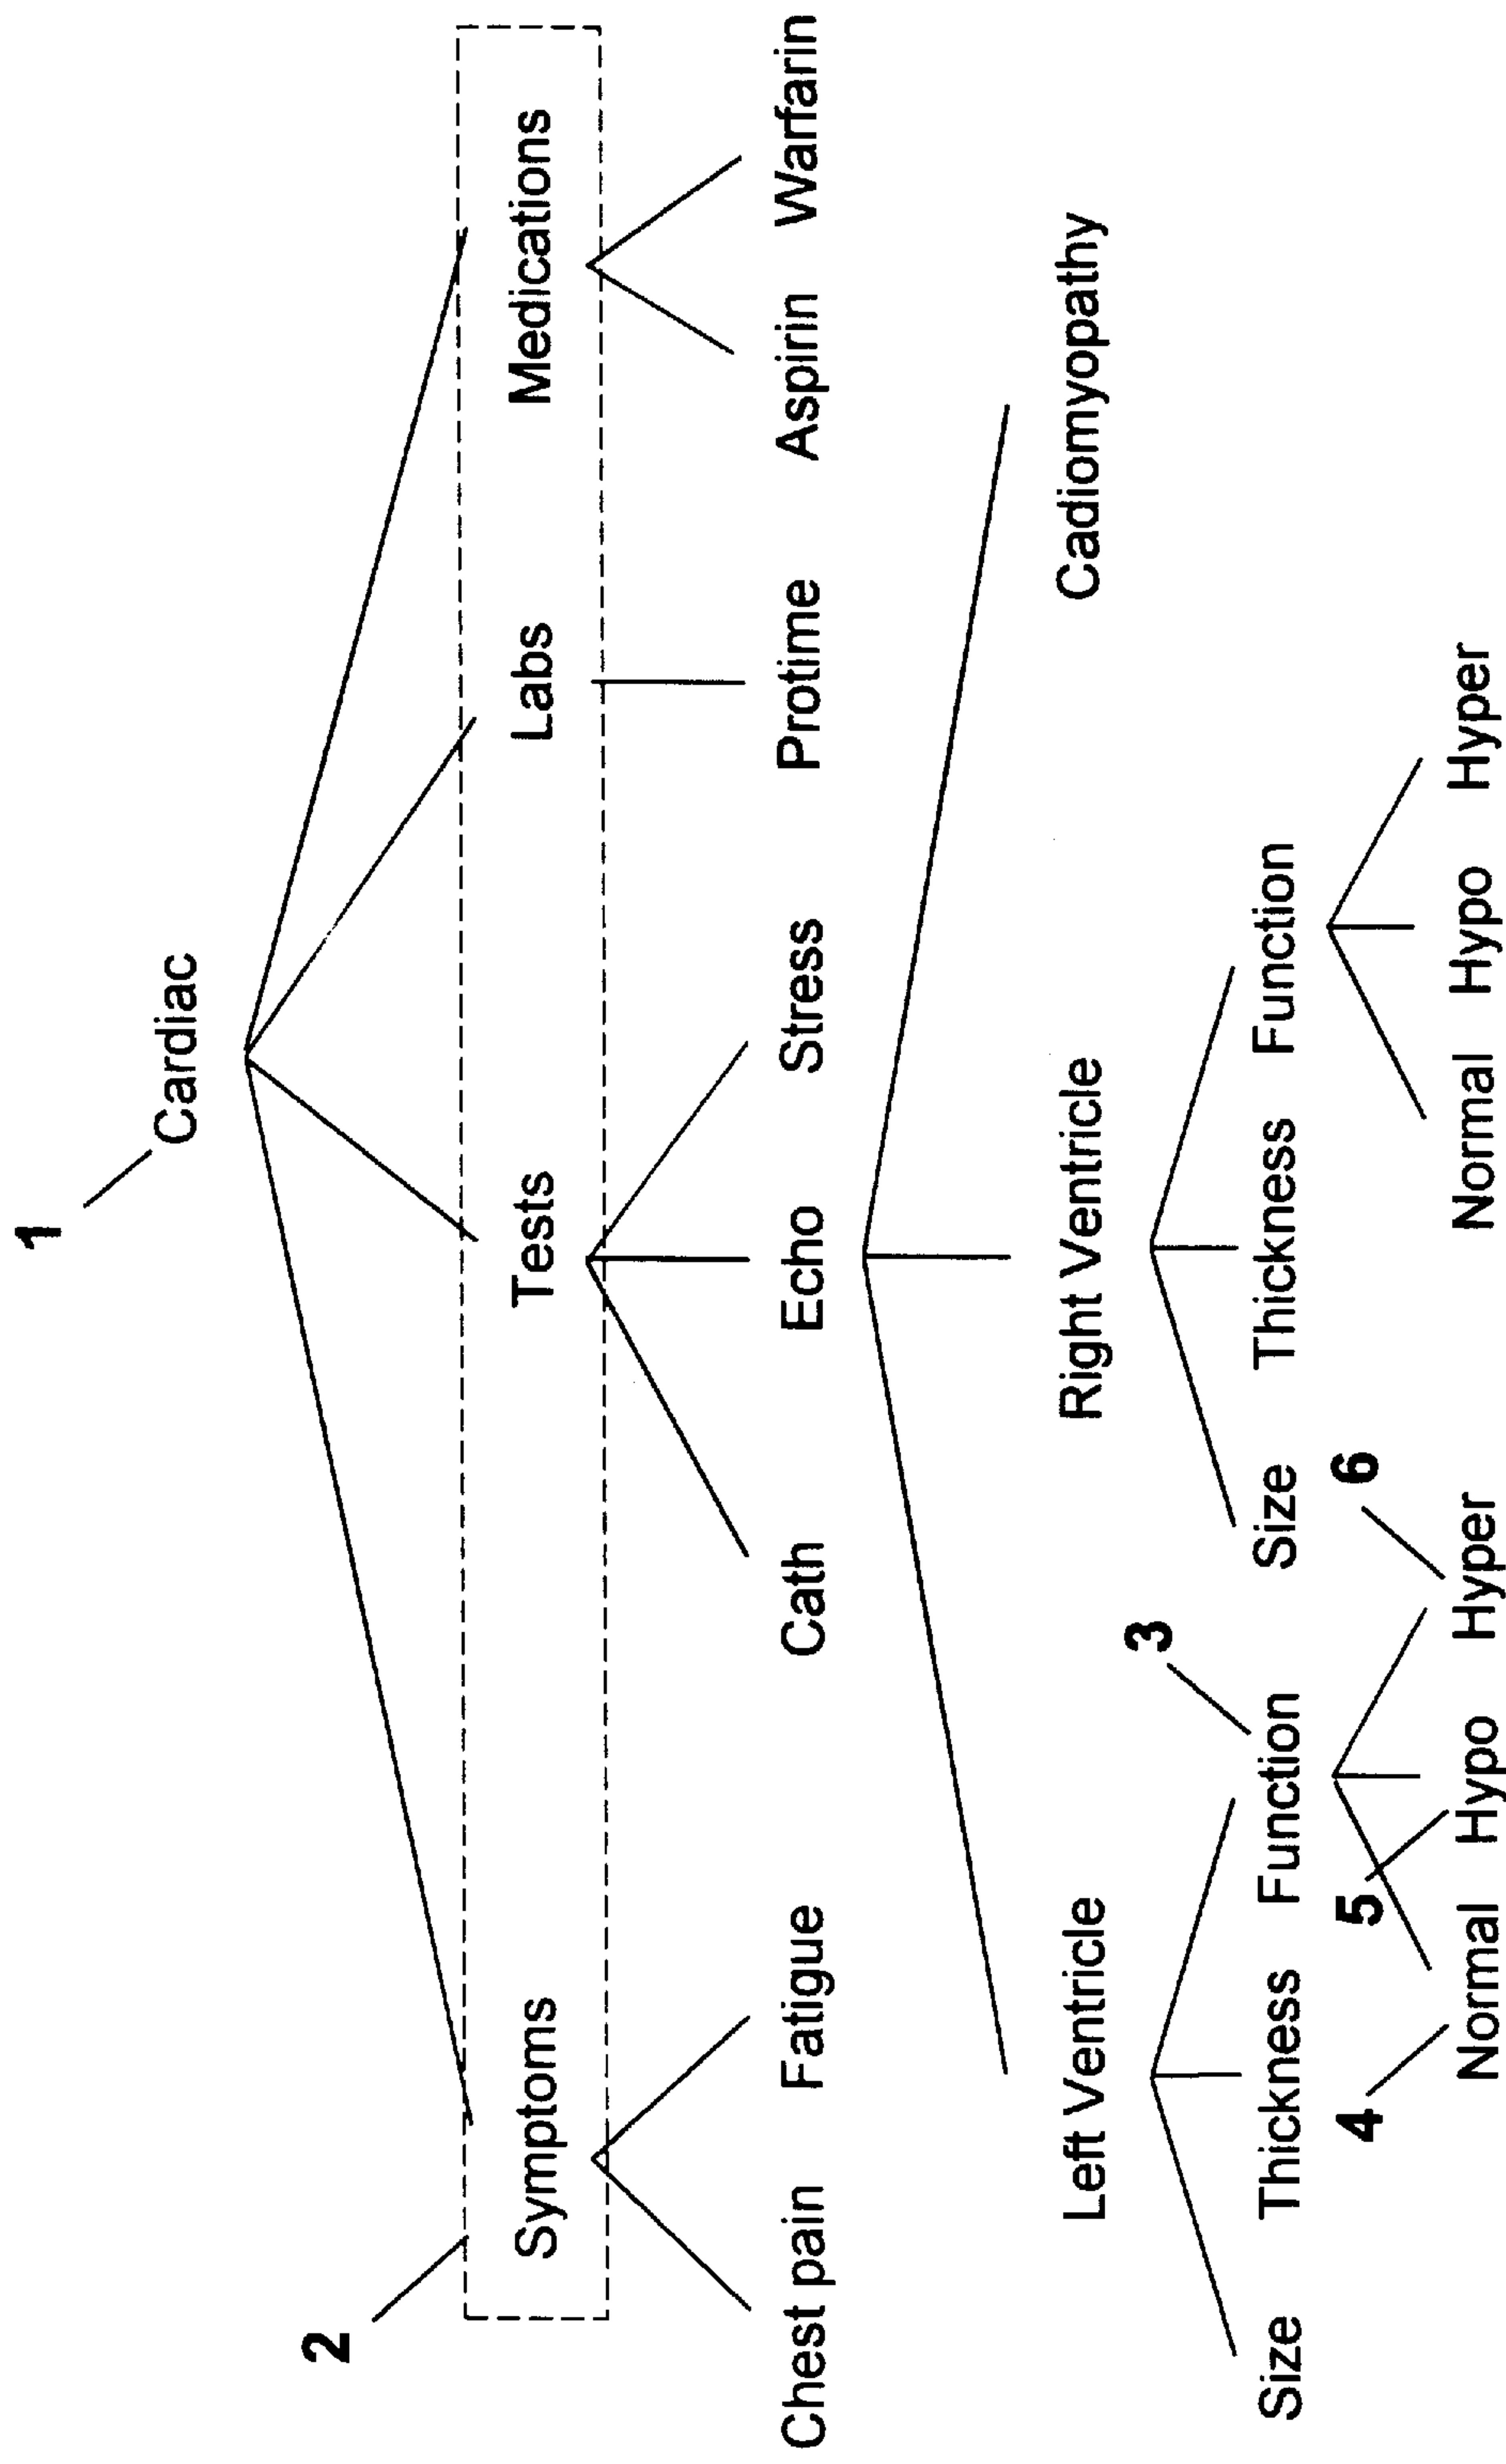 1
Cardiac
2
Symptoms Tests Labs Medications
Chest pain Fatigue Cath Echo Stress Protime Aspirin Warfarin
Left Ventricle Right Ventricle Cadiomyopathy
3
Size Thickness Function Size Thickness Function
4 5 6
Normal Hypo Hyper Normal Hypo Hyper